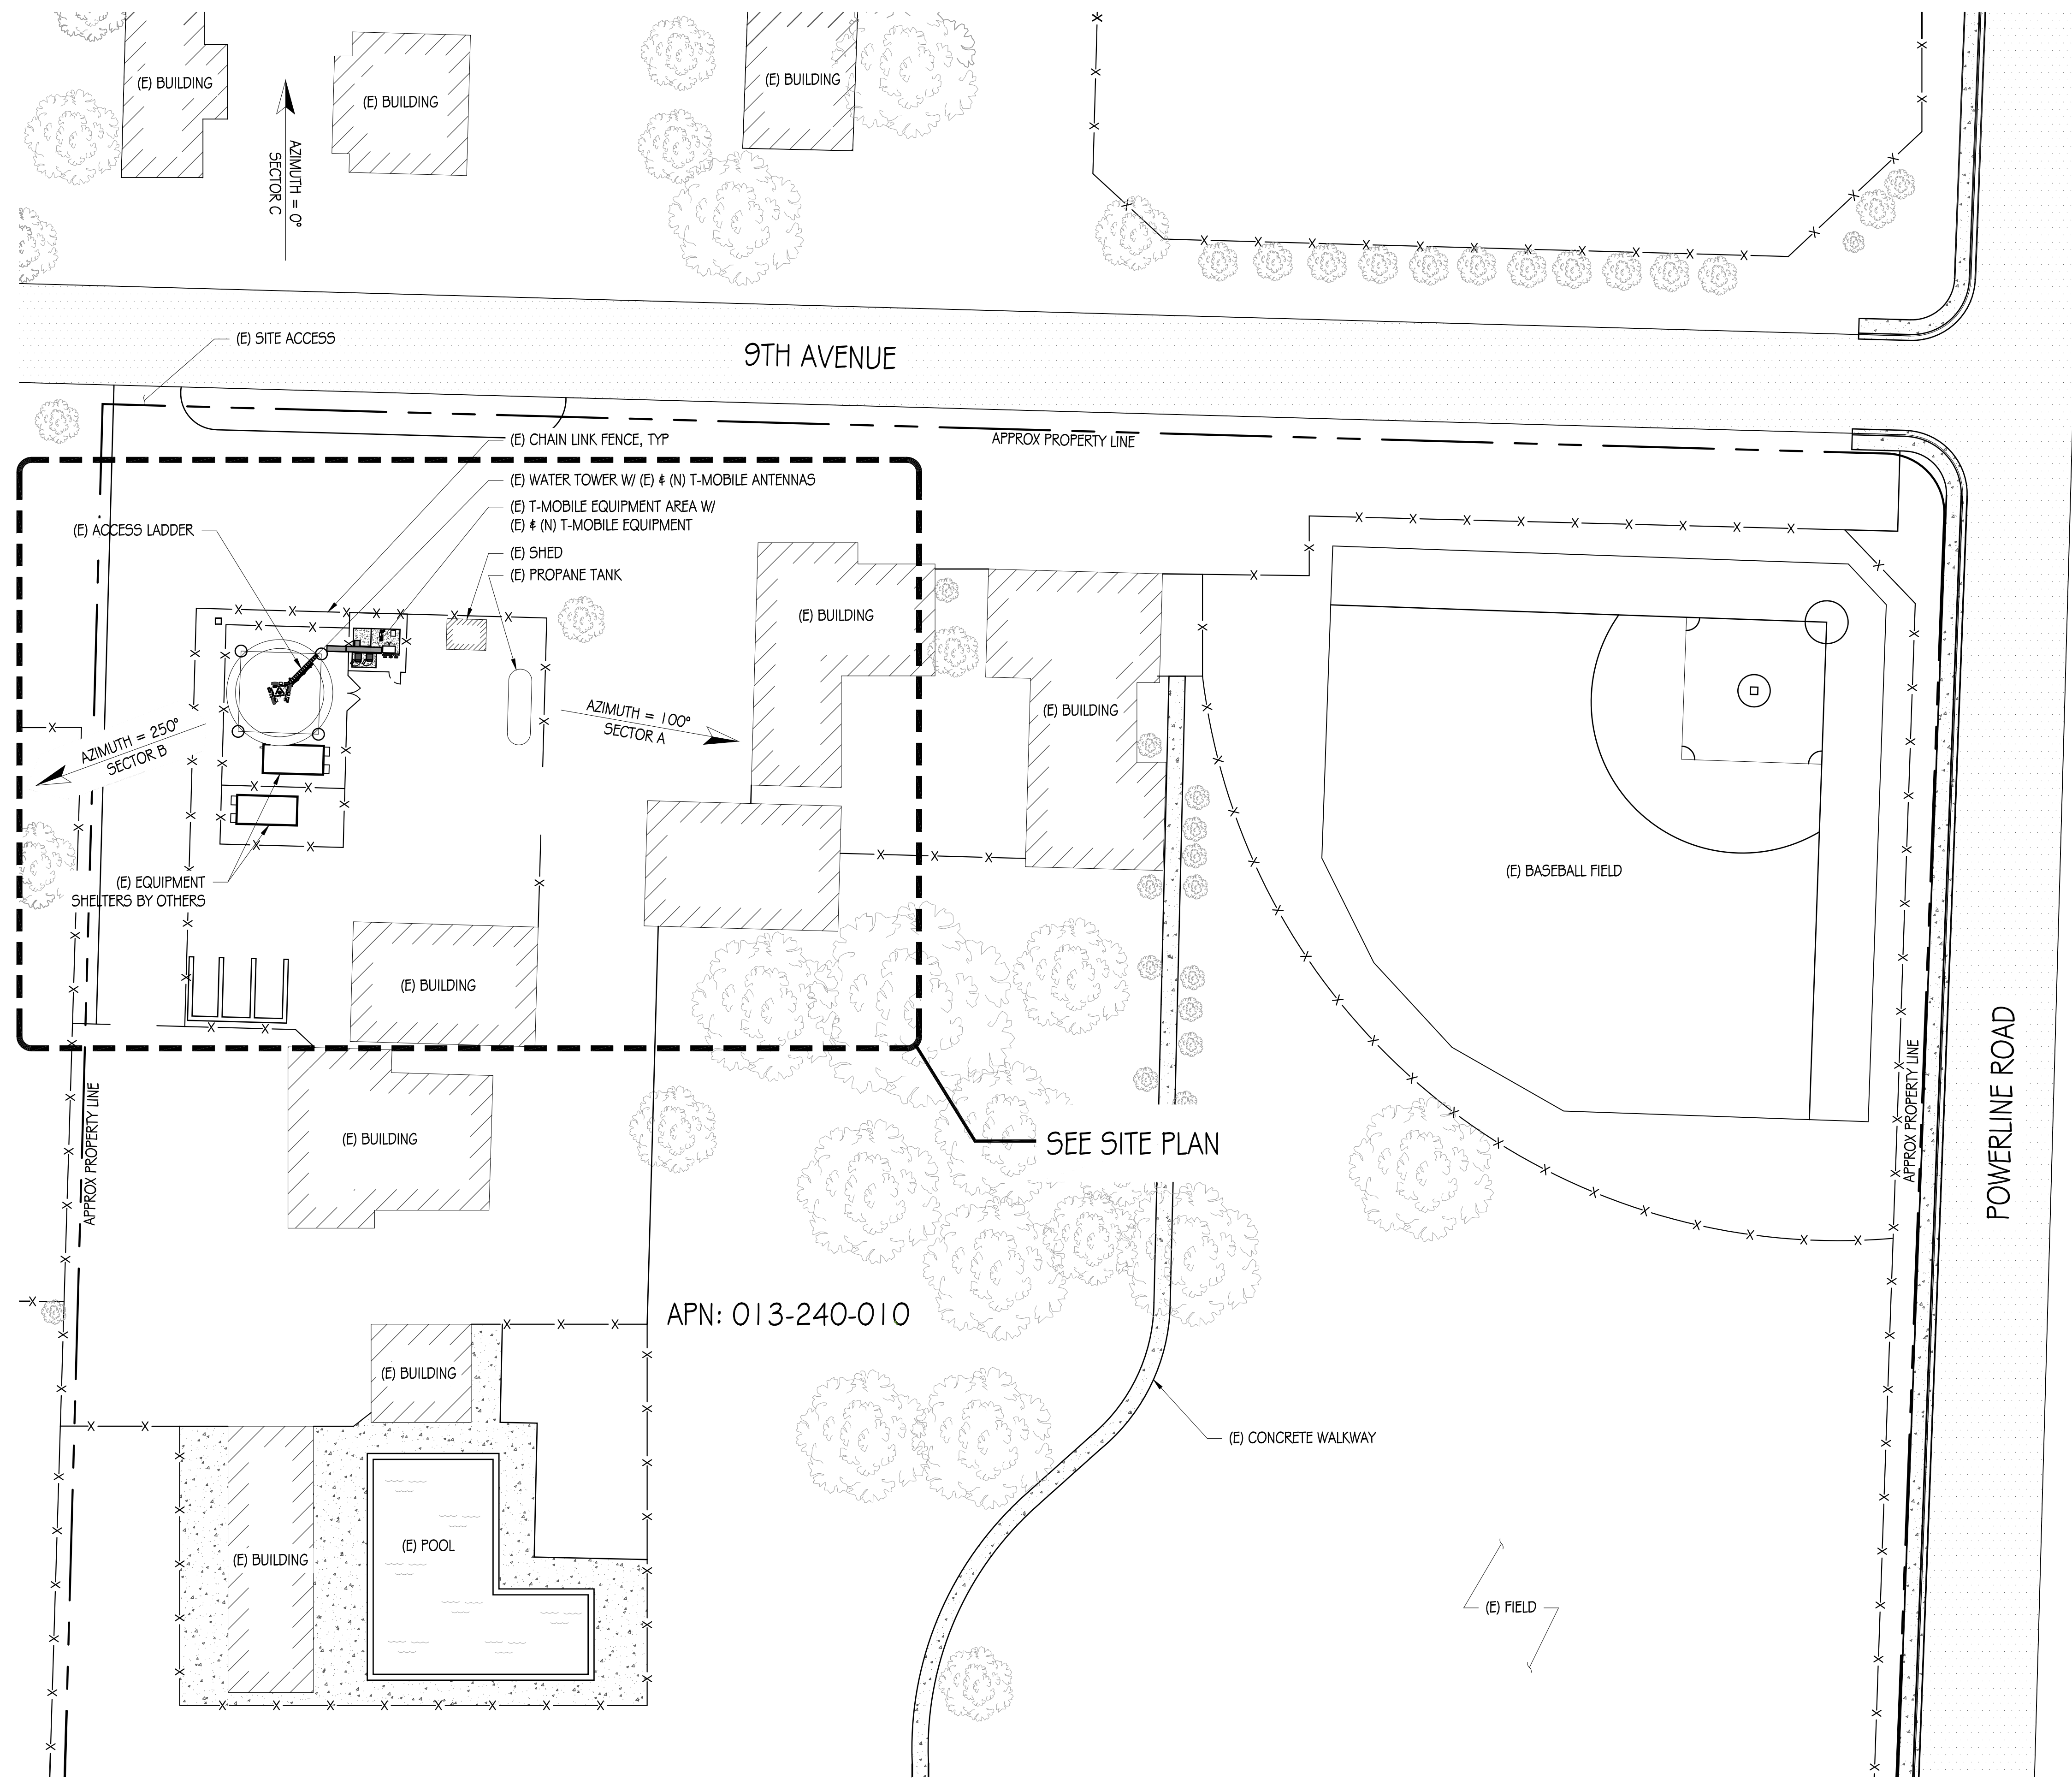 (E) BUILDING
(E) BUILDING
(E) BUILDING
AZIMUTH = 0°
SECTOR C
(E) SITE ACCESS
9TH AVENUE
(E) CHAIN LINK FENCE, TYP
APPROX PROPERTY LINE
(E) WATER TOWER W/ (E) & (N) T-MOBILE ANTENNAS
(E) T-MOBILE EQUIPMENT AREA W/
(E) & (N) T-MOBILE EQUIPMENT
(E) ACCESS LADDER
(E) SHED
(E) PROPANE TANK
(E) BUILDING
AZIMUTH = 100°
SECTOR A
(E) BUILDING
AZIMUTH = 250°
SECTOR B
(E) BASEBALL FIELD
(E) EQUIPMENT
SHELTERS BY OTHERS
(E) BUILDING
POWERLINE ROAD
APPROX PROPERTY LINE
APPROX PROPERTY LINE
(E) BUILDING
SEE SITE PLAN
APN: 013-240-010
(E) BUILDING
(E) CONCRETE WALKWAY
(E) POOL
(E) BUILDING
(E) FIELD